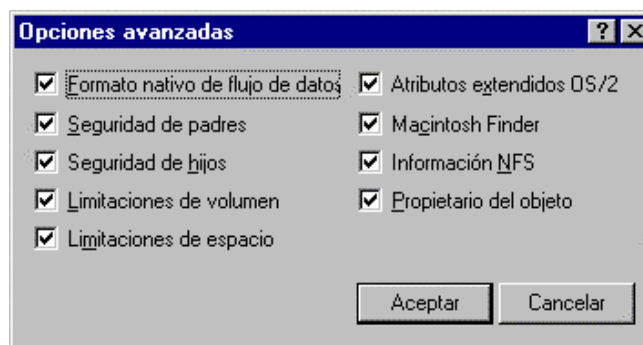 Opciones avanzadas
Formato nativo de flujo de datos
Seguridad de padres
Seguridad de hijos
Limitaciones de volumen
Limitaciones de espacio
Atributos extendidos OS/2
Macintosh Finder
Información NFS
Propietario del objeto
Aceptar
Cancelar